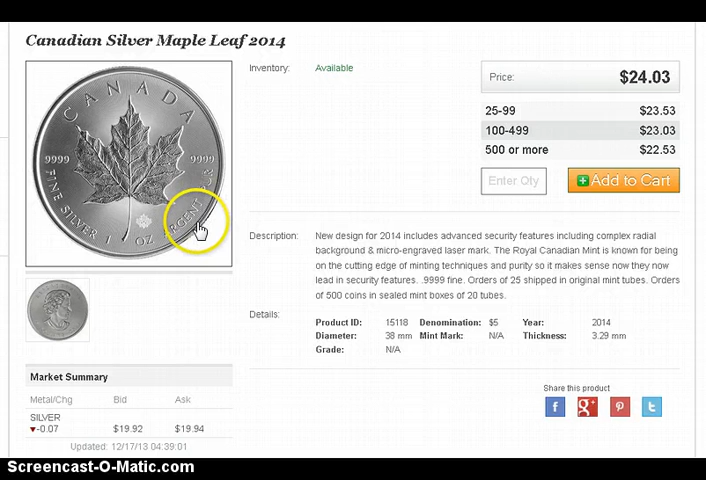 Canadian Silver Maple Leaf 2014
CANADA
9999 9999
FINE SILVER 1 OZ ARGENT PUR
Inventory: Available
Price: $24.03
25-99 $23.53
100-499 $23.03
500 or more $22.53
Enter Qty Add to Cart
Description: New design for 2014 includes advanced security features including complex radial
background & micro-engraved laser mark. The Royal Canadian Mint is known for being
on the cutting edge of minting techniques and purity so it makes sense now they now
lead in security features. .9999 fine. Orders of 25 shipped in original mint tubes. Orders
of 500 coins in sealed mint boxes of 20 tubes.
Details:
Product ID: 15118 Denomination: $5 Year: 2014
Diameter: 38 mm Mint Mark: N/A Thickness: 3.29 mm
Grade: N/A
Market Summary
Metal/Chg Bid Ask
SILVER
▼-0.07 $19.92 $19.94
Updated: 12/17/13 04:39:01
Share this product
f g+ p t
Screencast-O-Matic.com